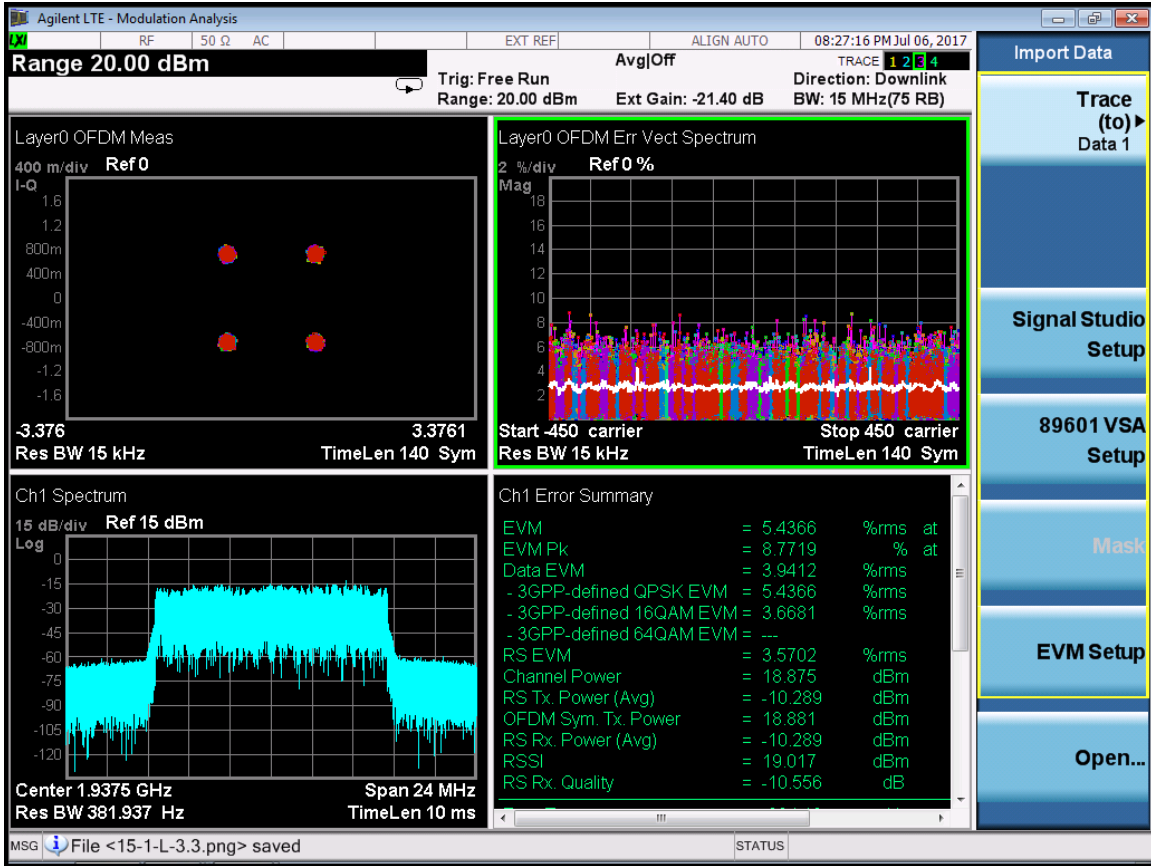 Agilent LTE - Modulation Analysis
LXI RF 50 Ω AC EXT REF ALIGN AUTO 08:27:16 PM Jul 06, 2017
Range 20.00 dBm
Avg|Off
TRACE 1 2 3 4
Trig: Free Run
Direction: Downlink
Range: 20.00 dBm Ext Gain: -21.40 dB BW: 15 MHz(75 RB)
Layer0 OFDM Meas
400 m/div Ref 0
I-Q
1.6
1.2
800m
400m
0
-400m
-800m
-1.2
-1.6
-3.376 3.3761
Res BW 15 kHz TimeLen 140 Sym
Layer0 OFDM Err Vect Spectrum
2 %/div Ref 0 %
Mag
18
16
14
12
10
8
6
4
2
Start -450 carrier Stop 450 carrier
Res BW 15 kHz TimeLen 140 Sym
Ch1 Spectrum
15 dB/div Ref 15 dBm
Log
0
-15
-30
-45
-60
-75
-90
-105
-120
Center 1.9375 GHz Span 24 MHz
Res BW 381.937 Hz TimeLen 10 ms
Ch1 Error Summary
EVM = 5.4366 %rms at
EVM Pk = 8.7719 % at
Data EVM = 3.9412 %rms
- 3GPP-defined QPSK EVM = 5.4366 %rms
- 3GPP-defined 16QAM EVM = 3.6681 %rms
- 3GPP-defined 64QAM EVM = ---
RS EVM = 3.5702 %rms
Channel Power = 18.875 dBm
RS Tx. Power (Avg) = -10.289 dBm
OFDM Sym. Tx. Power = 18.881 dBm
RS Rx. Power (Avg) = -10.289 dBm
RSSI = 19.017 dBm
RS Rx. Quality = -10.556 dB
Import Data
Trace
(to)
Data 1
Signal Studio
Setup
89601 VSA
Setup
Mask
EVM Setup
Open...
MSG File <15-1-L-3.3.png> saved STATUS